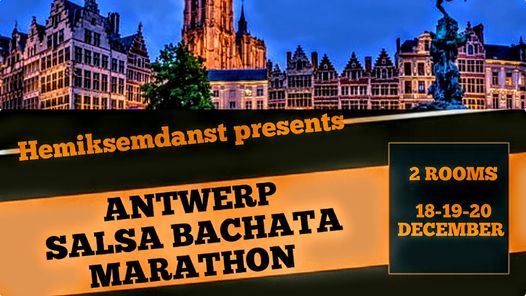 Hemiksemdanst presents
ANTWERP
SALSA BACHATA
MARATHON
2 ROOMS
18-19-20
DECEMBER